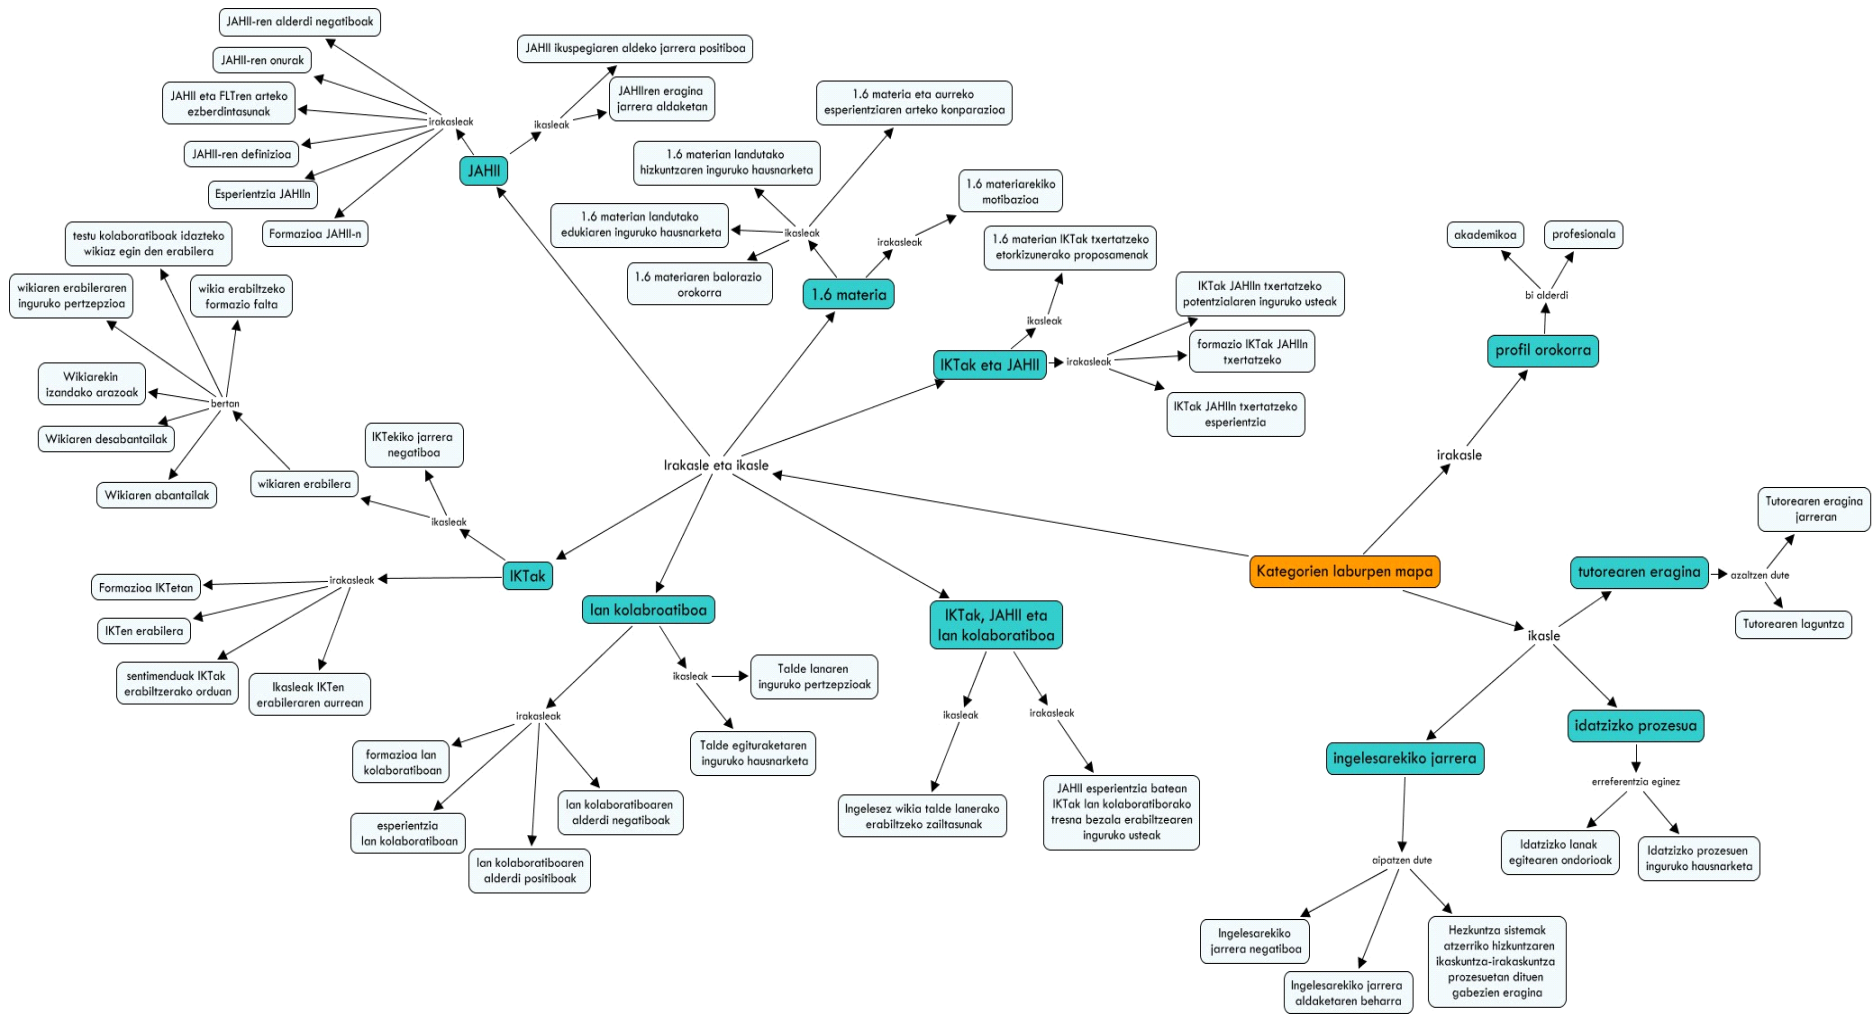 JAHII-ren alderdi negatiboak
JAHII-ren onurak
JAHII eta FLTren arteko
ezberdintasunak
irakasleak
JAHII-ren definizioa
Esperientzia JAHIIn
Formazioa JAHII-n
JAHII
JAHII ikuspegiaren aldeko jarrera positiboa
JAHIIren eragina
jarrera aldaketan
ikasleak
1.6 materia eta aurreko
esperientziaren arteko konparazioa
1.6 materian landutako
hizkuntzaren inguruko hausnarketa
1.6 materian landutako
edukiaren inguruko hausnarketa
ikasleak
1.6 materiaren balorazio
orokorra
1.6 materia
irakasleak
1.6 materiarekiko
motibazioa
1.6 materian IKTak txertatzeko
etorkizunerako proposamenak
ikasleak
IKTak eta JAHII
irakasleak
IKTak JAHIIn txertatzeko
potentzialaren inguruko usteak
formazio IKTak JAHIIn
txertatzeko
IKTak JAHIIn txertatzeko
esperientzia
akademikoa
profesionala
bi alderdi
profil orokorra
irakasle
testu kolaboratiboak idazteko
wikiaz egin den erabilera
wikiaren erabileraren
inguruko pertzepzioa
wikia erabiltzeko
formazio falta
Wikiarekin
izandako arazoak
bertan
Wikiaren desabantailak
Wikiaren abantailak
wikiaren erabilera
IKTekiko jarrera
negatiboa
ikasleak
Irakasle eta ikasle
IKTak
irakasleak
Formazioa IKTetan
IKTen erabilera
sentimenduak IKTak
erabiltzerako orduan
Ikasleak IKTen
erabileraren aurrean
lan kolabroatiboa
ikasleak
Talde lanaren
inguruko pertzepzioak
Talde egituraketaren
inguruko hausnarketa
irakasleak
formazioa lan
kolaboratiboan
esperientzia
lan kolaboratiboan
lan kolaboratiboaren
alderdi positiboak
lan kolaboratiboaren
alderdi negatiboak
IKTak, JAHII eta
lan kolaboratiboa
ikasleak
irakasleak
Ingelesez wikia talde lanerako
erabiltzeko zailtasunak
JAHII esperientzia batean
IKTak lan kolaboratiborako
tresna bezala erabiltzearen
inguruko usteak
Kategorien laburpen mapa
ikasle
tutorearen eragina
azaltzen dute
Tutorearen eragina
jarreran
Tutorearen laguntza
idatzizko prozesua
erreferentzia eginez
Idatzizko lanak
egitearen ondorioak
Idatzizko prozesuen
inguruko hausnarketa
ingelesarekiko jarrera
aipatzen dute
Ingelesarekiko
jarrera negatiboa
Ingelesarekiko jarrera
aldaketaren beharra
Hezkuntza sistemak
atzerriko hizkuntzaren
ikaskuntza-irakaskuntza
prozesuetan dituen
gabezien eragina